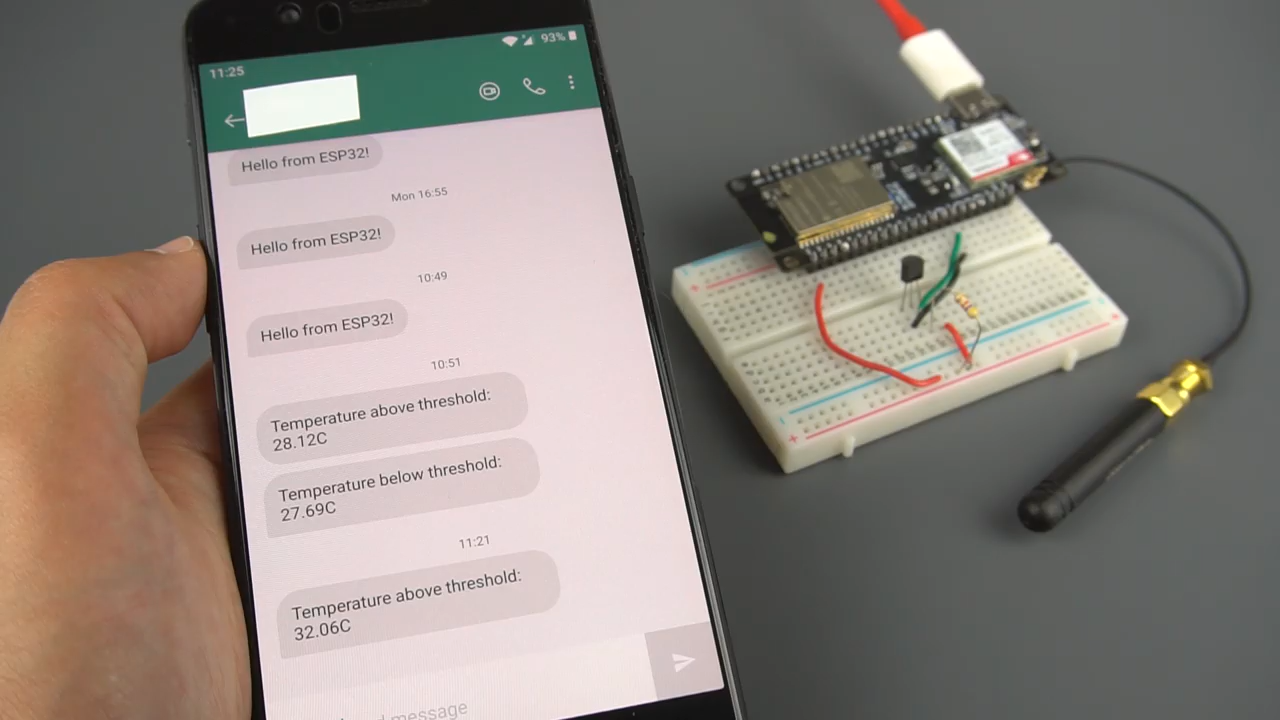 11:25
93%
Hello from ESP32!
Mon 16:55
Hello from ESP32!
10:49
Hello from ESP32!
10:51
Temperature above threshold:
28.12C
Temperature below threshold:
27.69C
11:21
Temperature above threshold:
32.06C
message